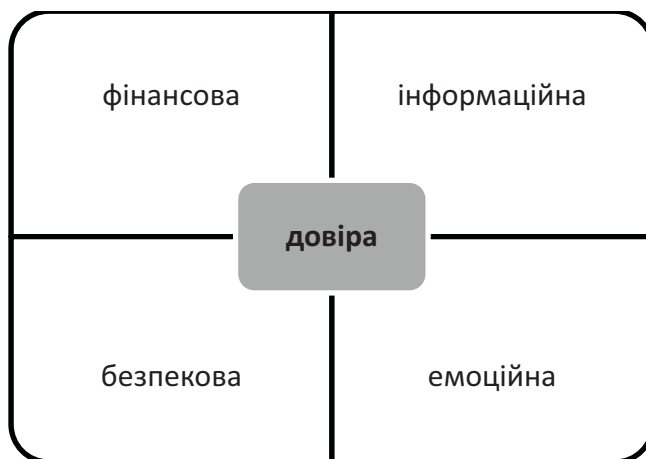 фінансова
інформаційна
довіра
безпекова
емоційна